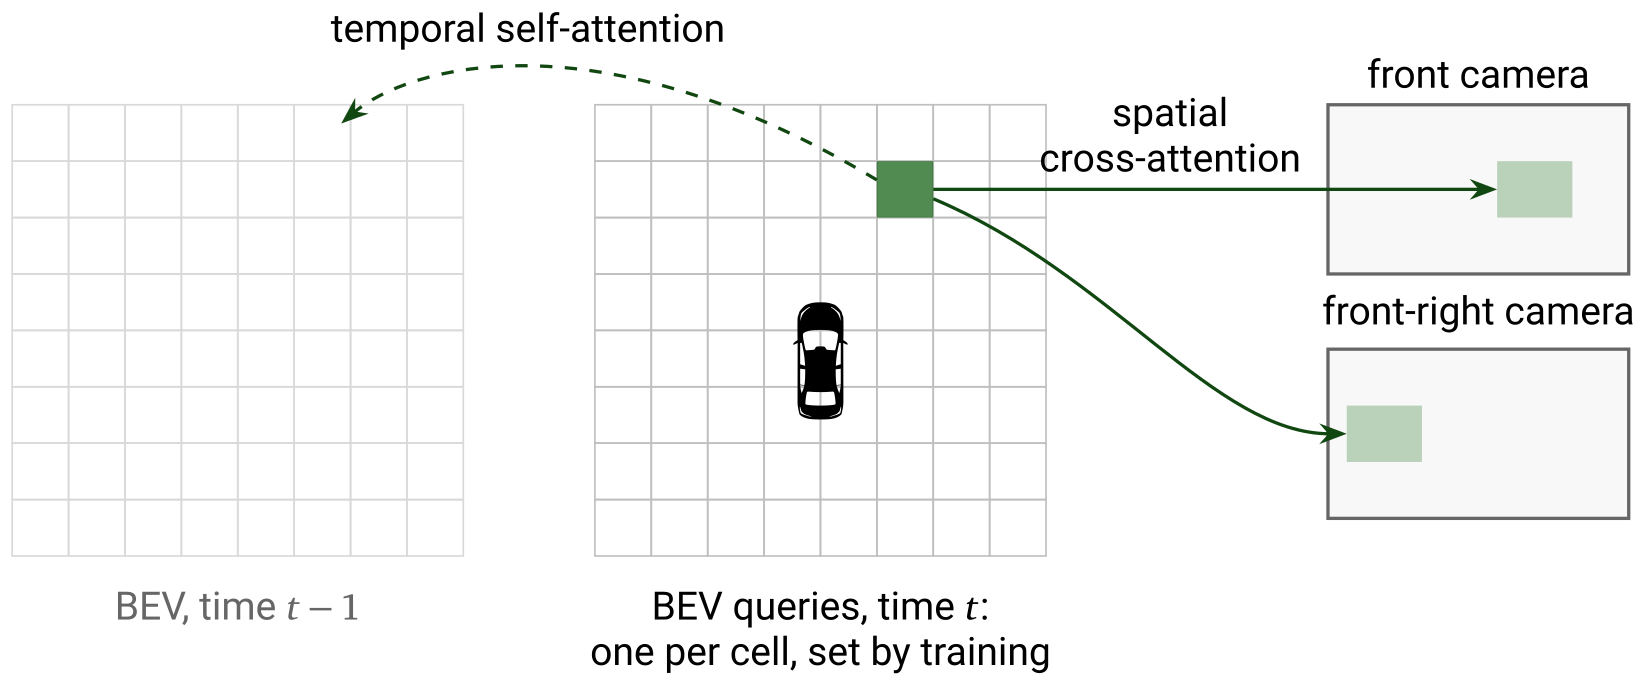 temporal self-attention
front camera
spatial
cross-attention
front-right camera
BEV, time t − 1
BEV queries, time t:
one per cell, set by training